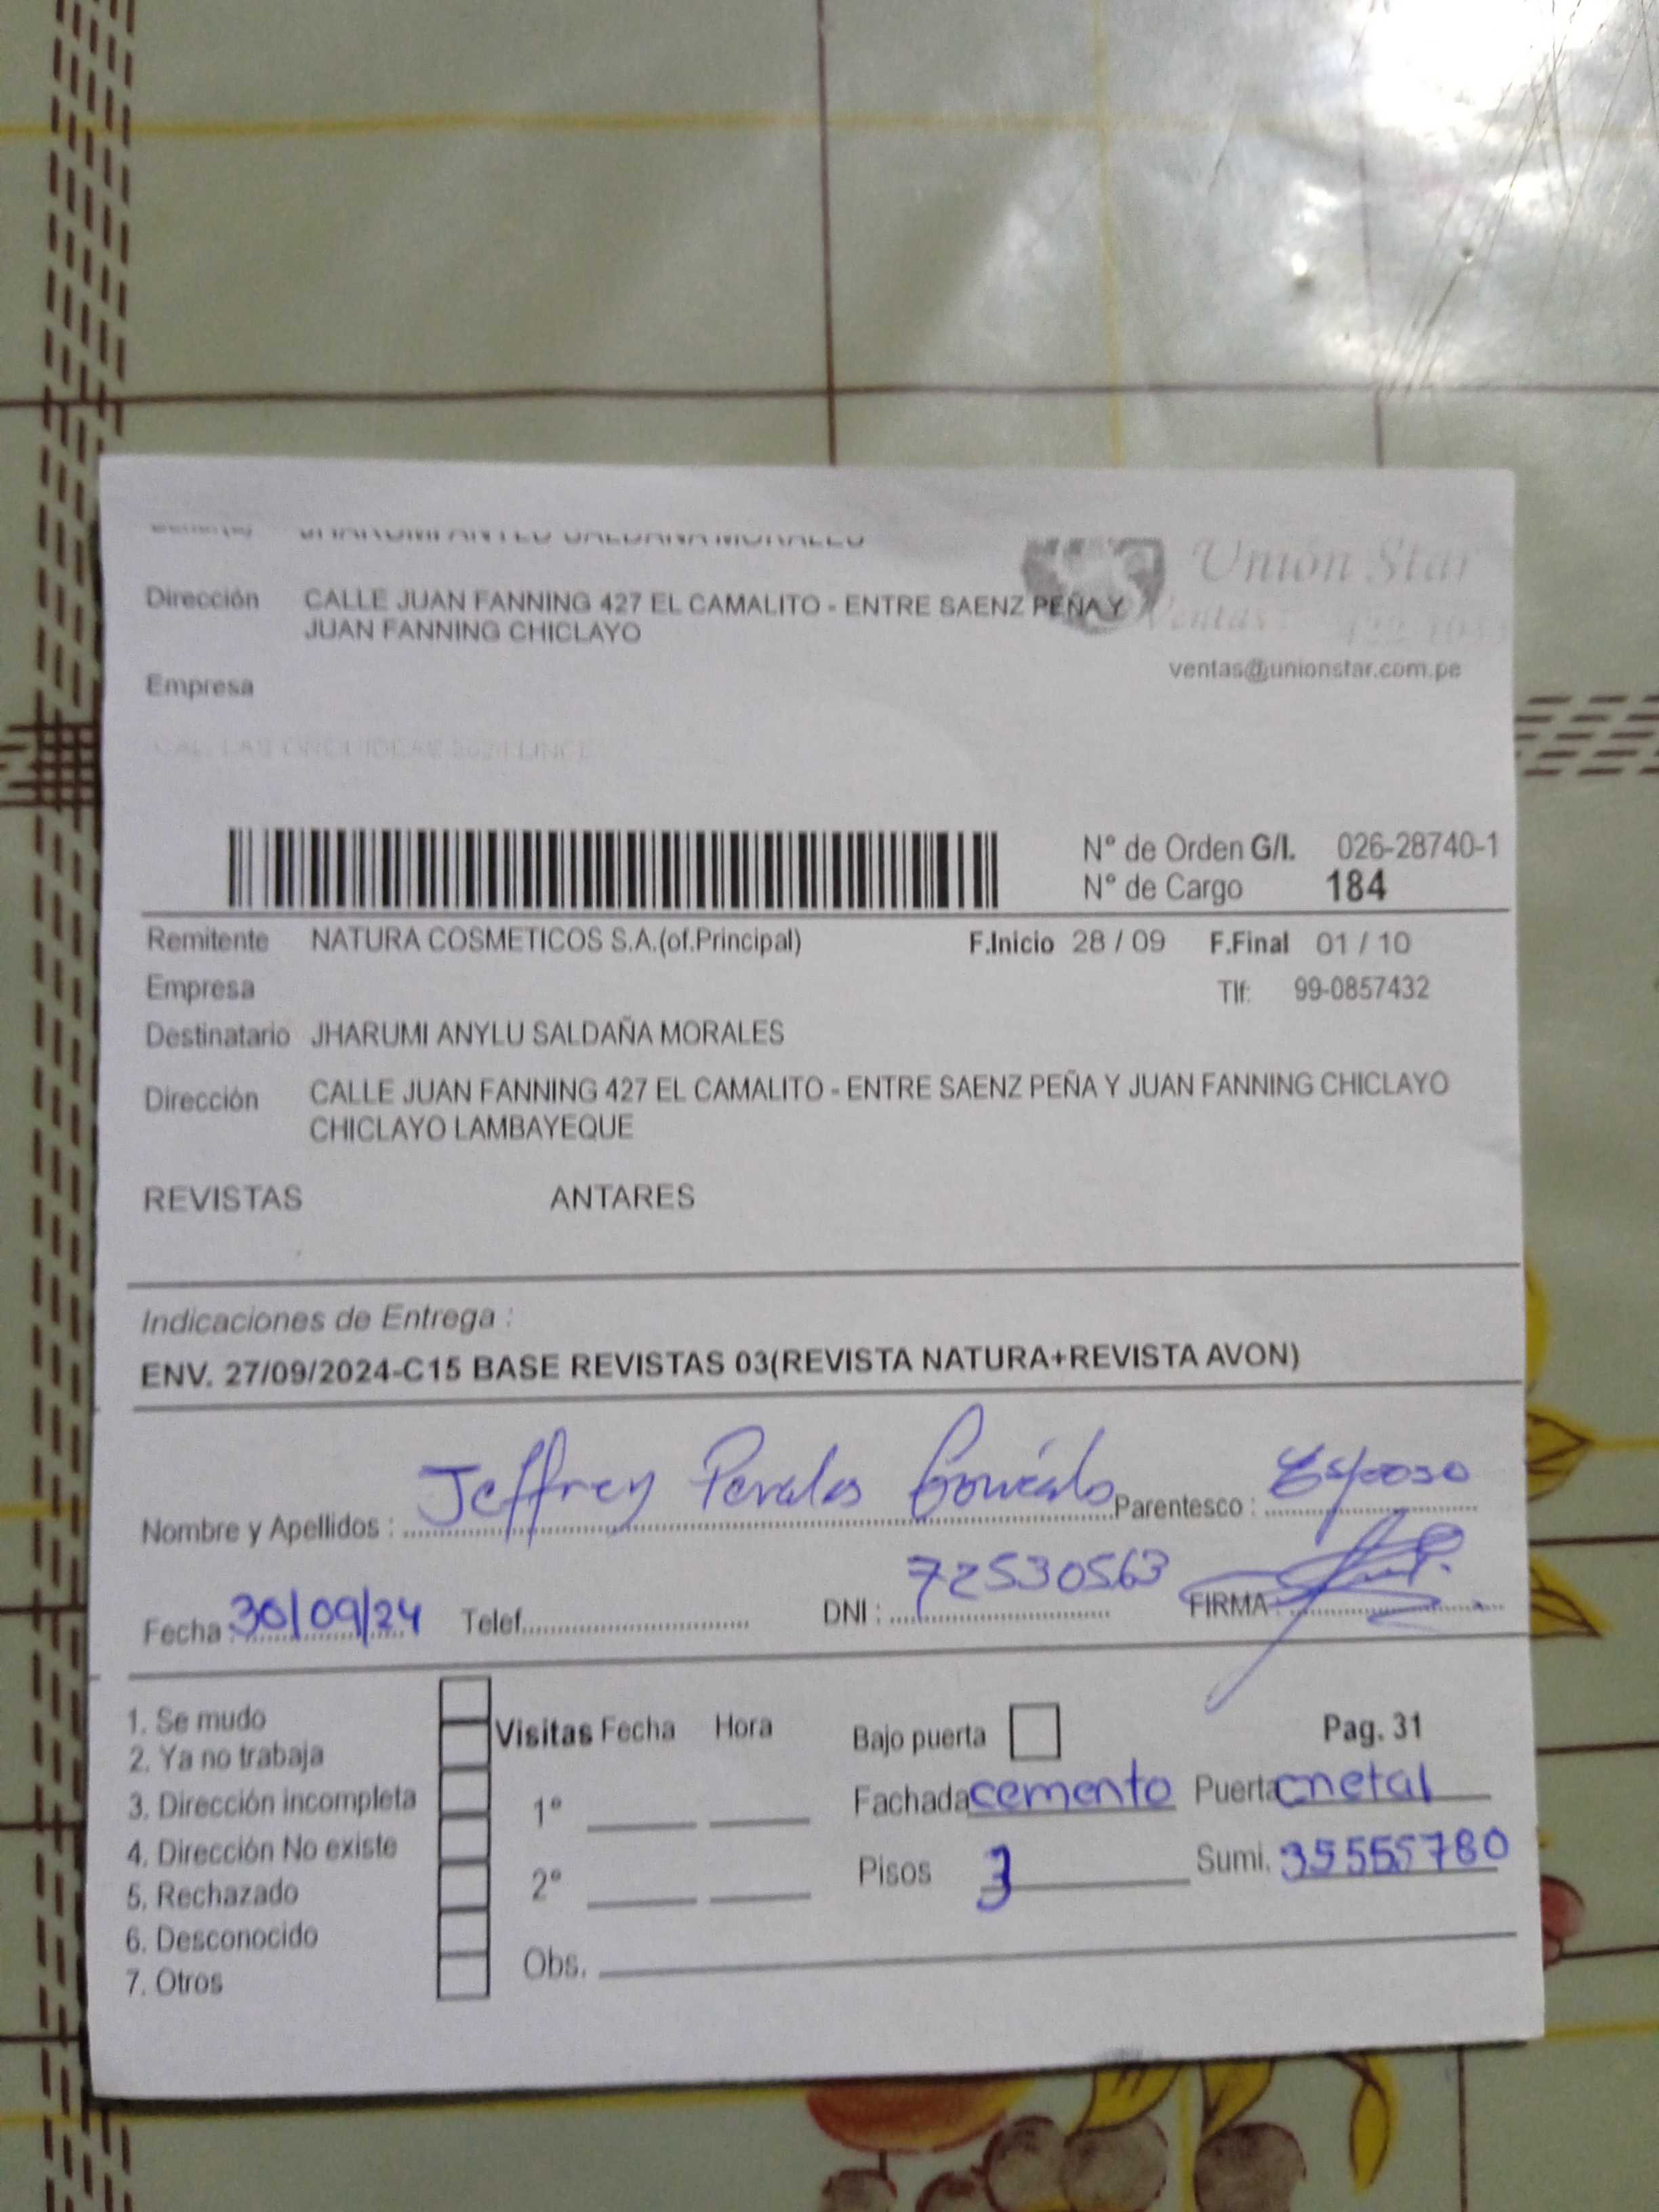 JHARUMI ANYLU SALDAÑA MORALES
Union Star
Dirección CALLE JUAN FANNING 427 EL CAMALITO - ENTRE SAENZ PEÑA Y
JUAN FANNING CHICLAYO
Ventas
ventas@unionstar.com.pe
Empresa
N° de Orden G/I. 026-28740-1
N° de Cargo 184
Remitente NATURA COSMETICOS S.A.(of.Principal) F.Inicio 28 / 09 F.Final 01 / 10
Empresa Tlf: 99-0857432
Destinatario JHARUMI ANYLU SALDAÑA MORALES
Dirección CALLE JUAN FANNING 427 EL CAMALITO - ENTRE SAENZ PEÑA Y JUAN FANNING CHICLAYO
CHICLAYO LAMBAYEQUE
REVISTAS ANTARES
Indicaciones de Entrega :
ENV. 27/09/2024-C15 BASE REVISTAS 03(REVISTA NATURA+REVISTA AVON)
Nombre y Apellidos : Jeffrey Perales Parentesco : Esposo
Fecha : 30/09/24 Telef. DNI : 72530563 FIRMA :
1. Se mudo
2. Ya no trabaja
3. Dirección incompleta
4. Dirección No existe
5. Rechazado
6. Desconocido
7. Otros
Visitas Fecha Hora
1°
2°
Obs.
Bajo puerta Pag. 31
Fachada cemento Puerta metal
Pisos 3 Sumi. 35555780